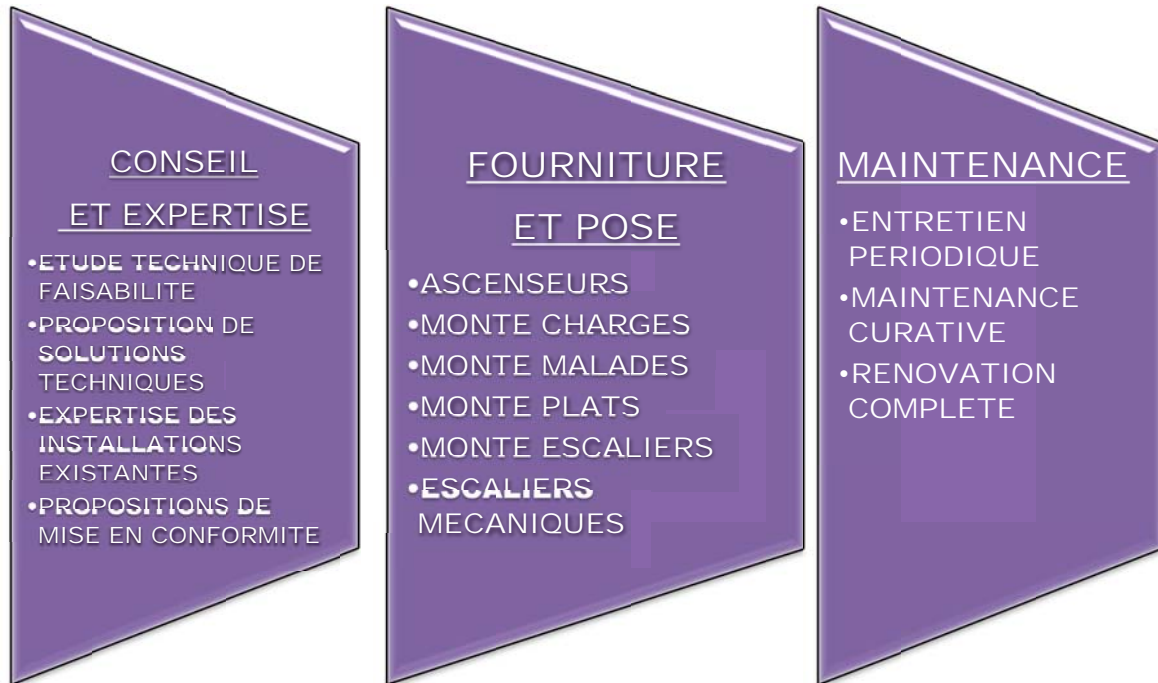 CONSEIL
ET EXPERTISE
•ETUDE TECHNIQUE DE
FAISABILITE
•PROPOSITION DE
SOLUTIONS
TECHNIQUES
•EXPERTISE DES
INSTALLATIONS
EXISTANTES
•PROPOSITIONS DE
MISE EN CONFORMITE
FOURNITURE
ET POSE
•ASCENSEURS
•MONTE CHARGES
•MONTE MALADES
•MONTE PLATS
•MONTE ESCALIERS
•ESCALIERS
MECANIQUES
MAINTENANCE
•ENTRETIEN
PERIODIQUE
•MAINTENANCE
CURATIVE
•RENOVATION
COMPLETE